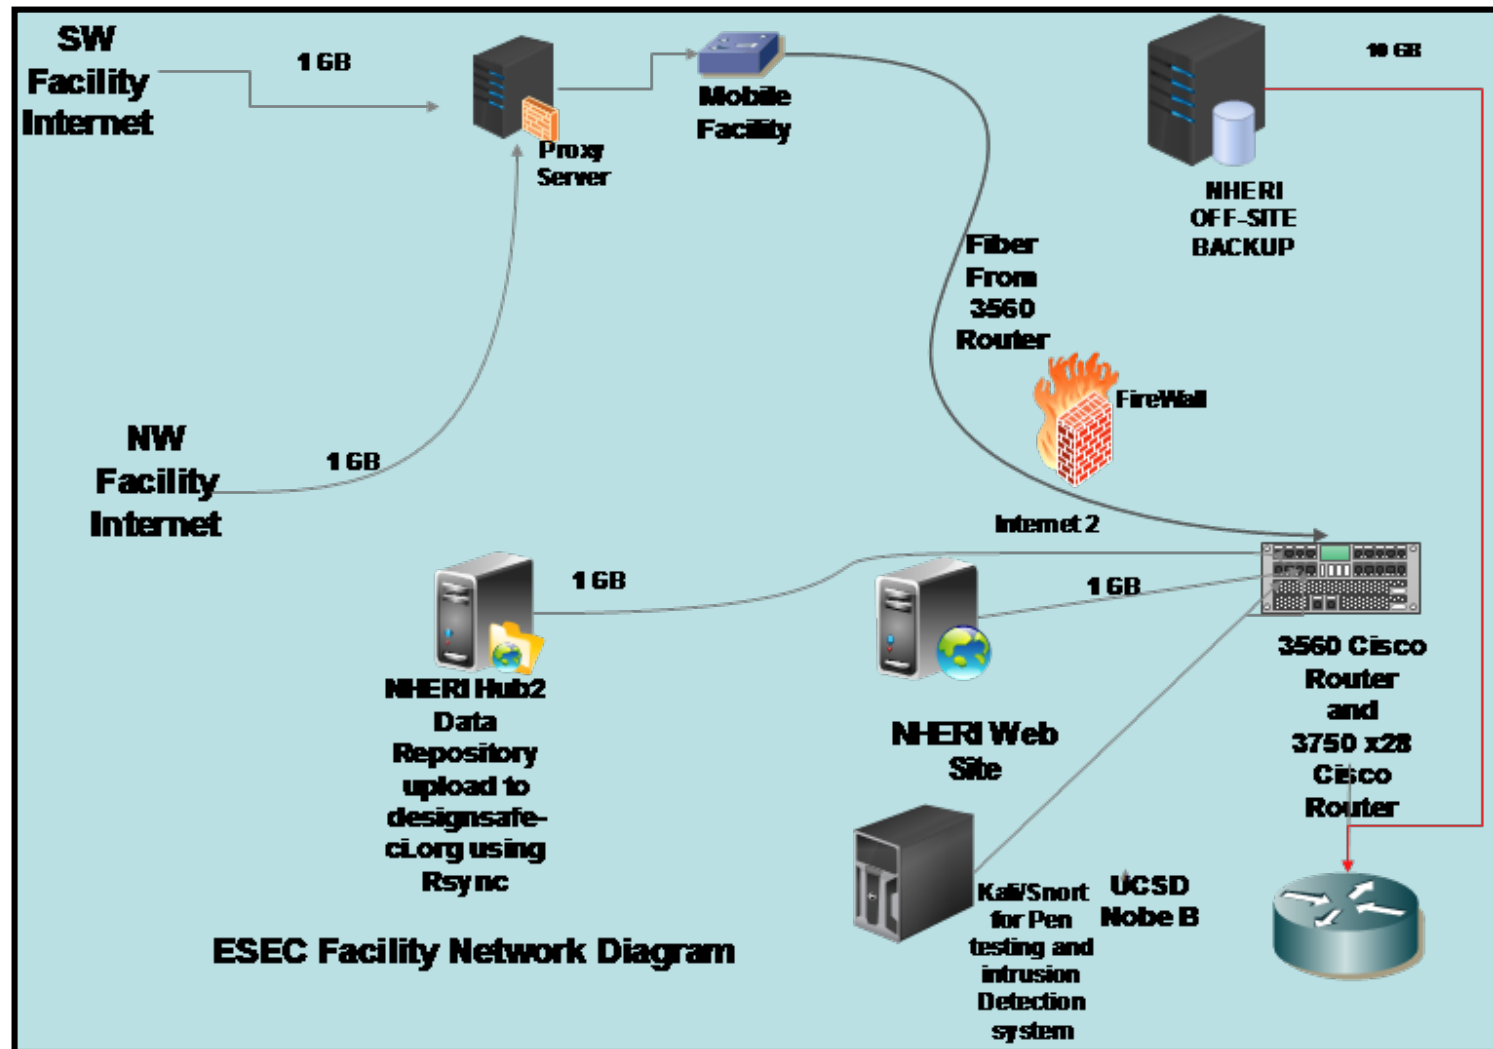 SW
Facility
Internet
1 GB
Proxy
Server
Mobile
Facility
10 GB
NHERI
OFF-SITE
BACKUP
Fiber
From
3560
Router
FireWall
NW
Facility
Internet
1 GB
Internet 2
1 GB
1 GB
NHERI Hub2
Data
Repository
upload to
designsafe-
ci.org using
Rsync
NHERI Web
Site
3560 Cisco
Router
and
3750 x28
Cisco
Router
Kali/Snort
for Pen
testing and
intrusion
Detection
system
UCSD
Nobe B
ESEC Facility Network Diagram